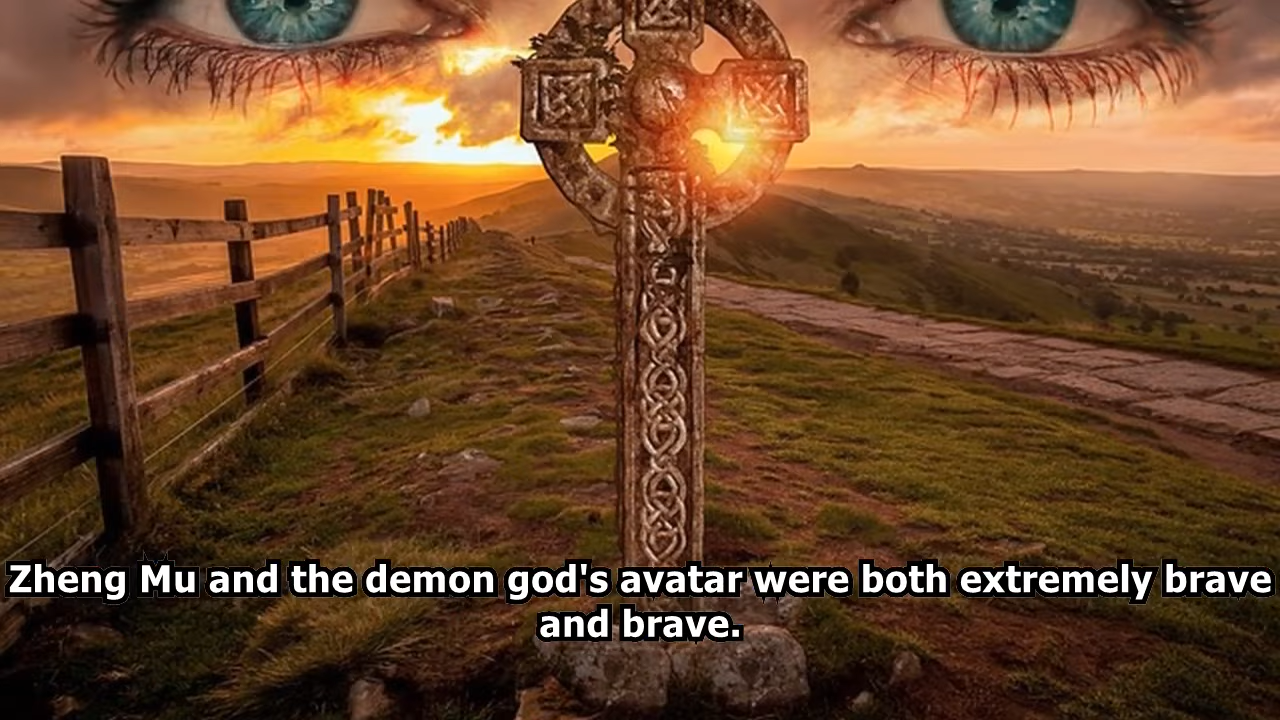 Zheng Mu and the demon god's avatar were both extremely brave
and brave.